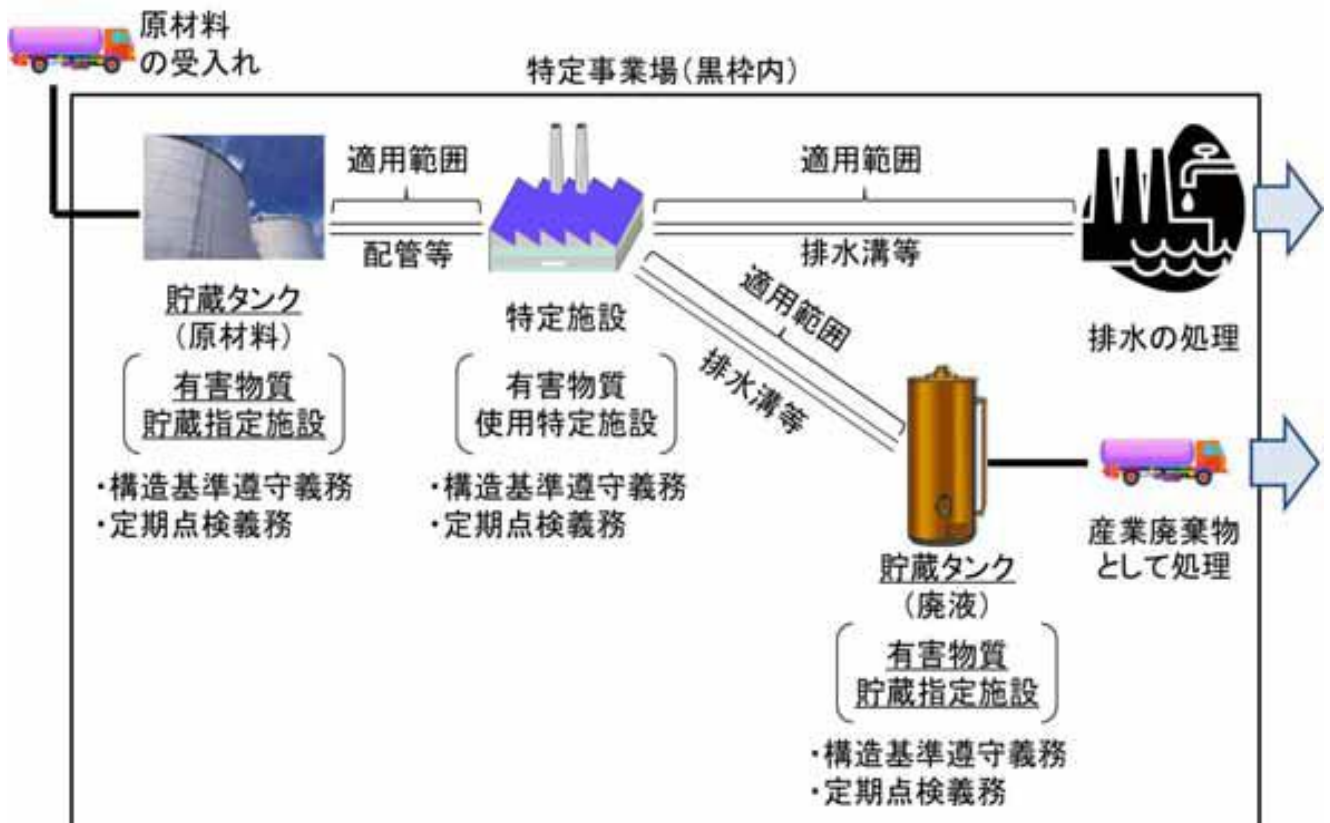 原材料
の受入れ
特定事業場(黒枠内)
適用範囲
配管等
適用範囲
排水溝等
適用範囲
排水溝等
貯蔵タンク
(原材料)
有害物質
貯蔵指定施設
・構造基準遵守義務
・定期点検義務
特定施設
有害物質
使用特定施設
・構造基準遵守義務
・定期点検義務
排水の処理
貯蔵タンク
(廃液)
有害物質
貯蔵指定施設
・構造基準遵守義務
・定期点検義務
産業廃棄物
として処理